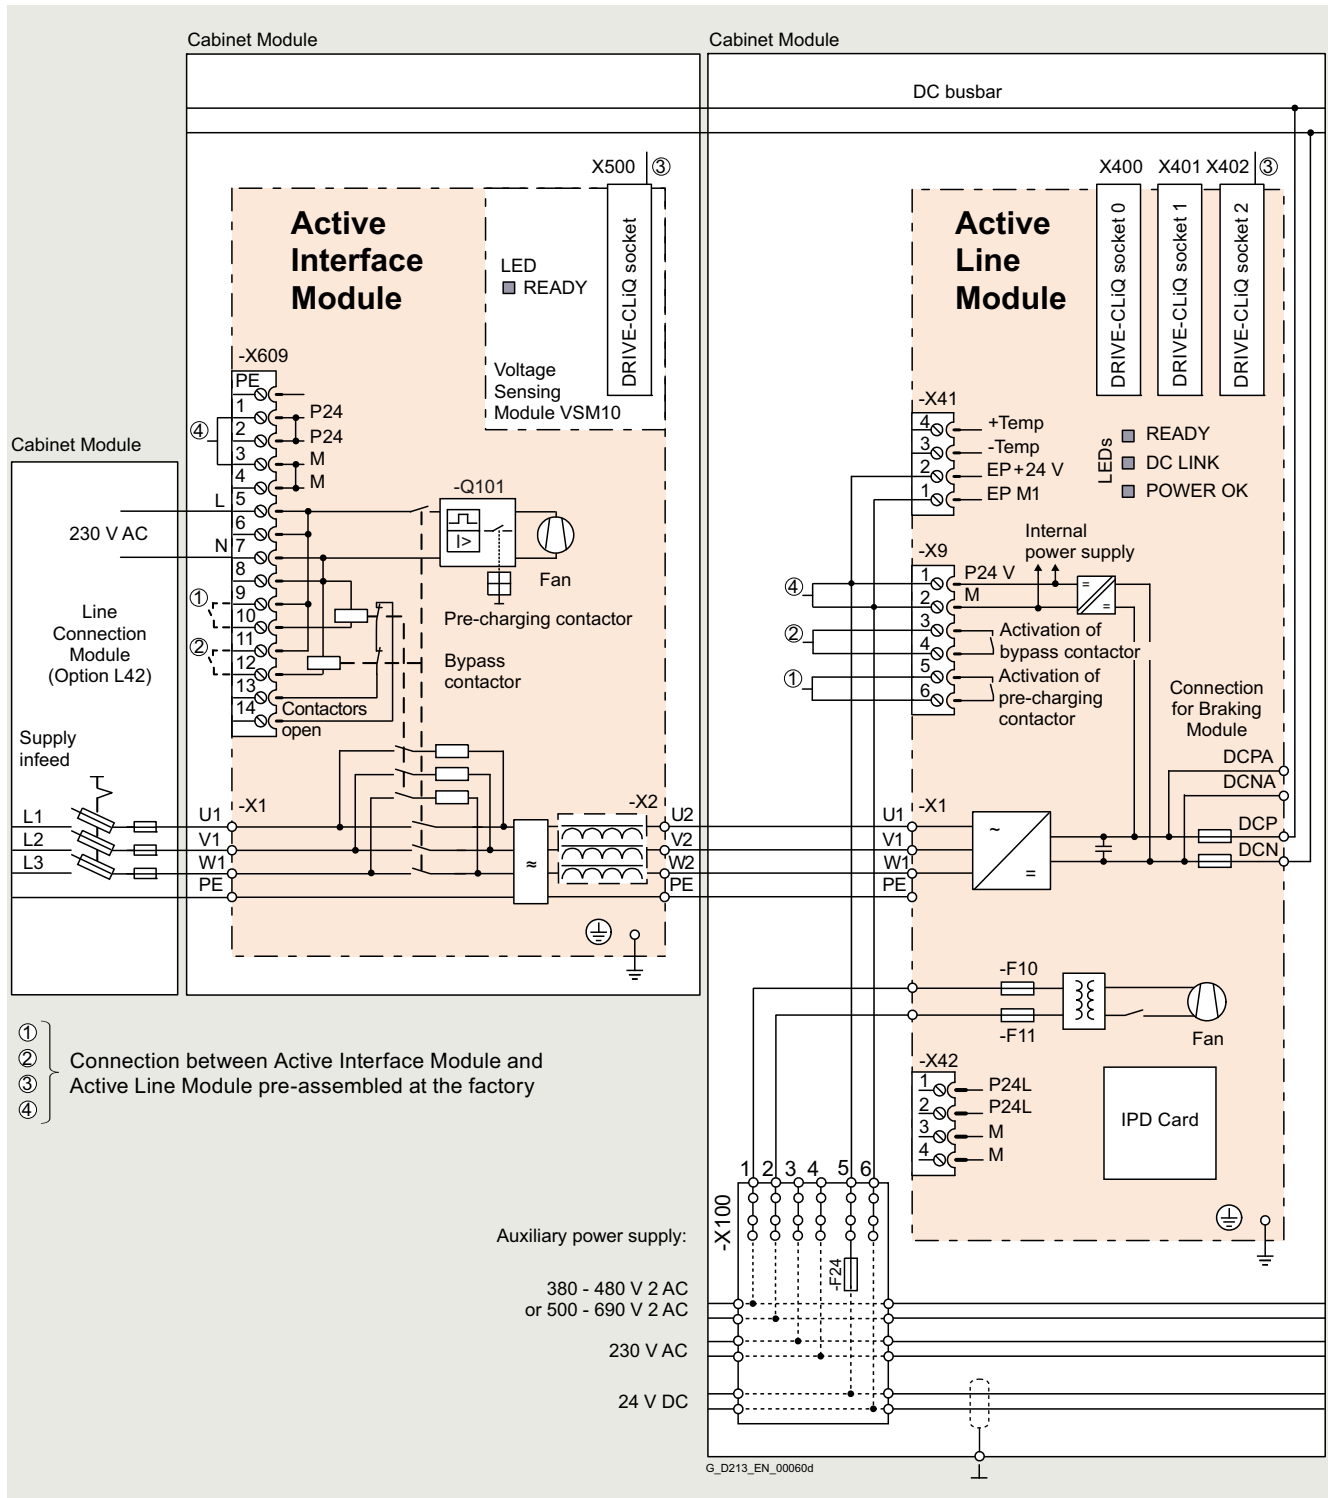 Cabinet Module
Cabinet Module
DC busbar
X500
③
X400
X401
X402
③
Active
Interface
Module
LED
READY
DRIVE-CLiQ socket
Voltage
Sensing
Module VSM10
Active
Line
Module
DRIVE-CLiQ socket 0
DRIVE-CLiQ socket 1
DRIVE-CLiQ socket 2
LEDs
READY
DC LINK
POWER OK
-X609
PE
1
P24
2
P24
3
M
4
M
5
6
7
8
9
10
11
12
13
14
④
①
②
Contactors
open
Cabinet Module
L
230 V AC
N
Line
Connection
Module
(Option L42)
Supply
infeed
L1
L2
L3
-Q101
I>
Fan
Pre-charging contactor
Bypass
contactor
-X41
4
+Temp
3
-Temp
2
EP +24 V
1
EP M1
-X9
Internal
power supply
1
P24 V
2
M
3
4
Activation of
bypass contactor
5
6
Activation of
pre-charging
contactor
④
②
①
=
=
Connection
for Braking
Module
DCPA
DCNA
DCP
DCN
U1
V1
W1
PE
-X1
≈
-X2
U2
V2
W2
PE
U1
V1
W1
PE
-X1
~
=
-F10
-F11
Fan
-X42
1
P24L
2
P24L
3
M
4
M
IPD Card
①
②
③
④
Connection between Active Interface Module and
Active Line Module pre-assembled at the factory
1
2
3
4
5
6
-X100
-F24
Auxiliary power supply:
380 - 480 V 2 AC
or 500 - 690 V 2 AC
230 V AC
24 V DC
G_D213_EN_00060d